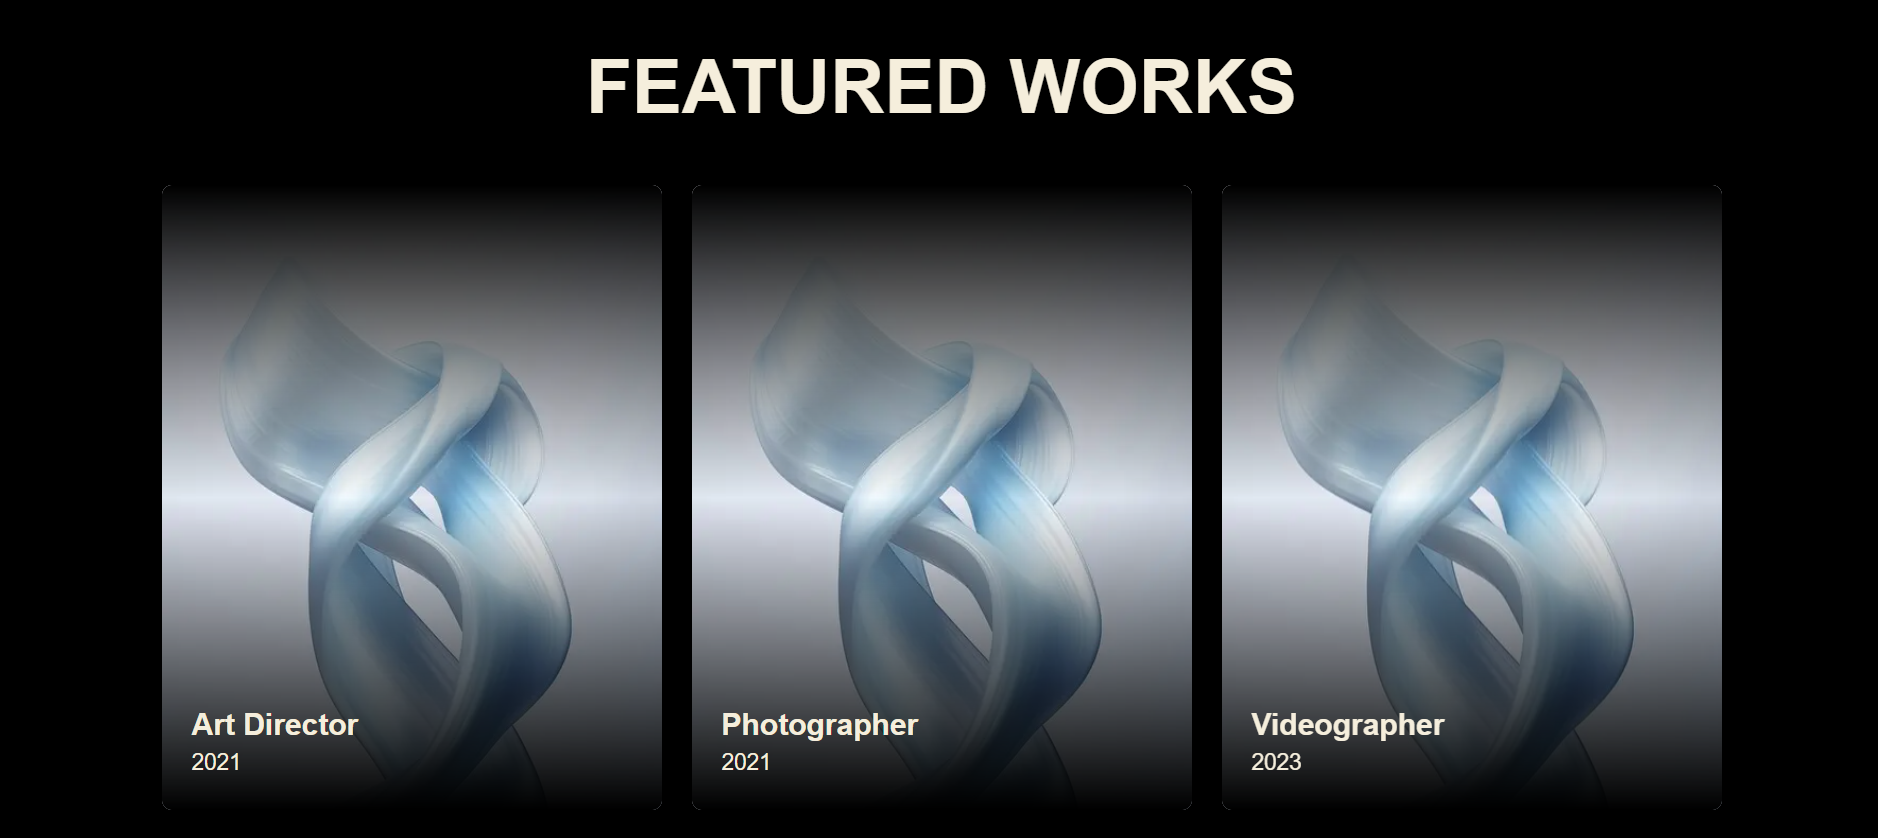 FEATURED WORKS
Art Director
2021
Photographer
2021
Videographer
2023